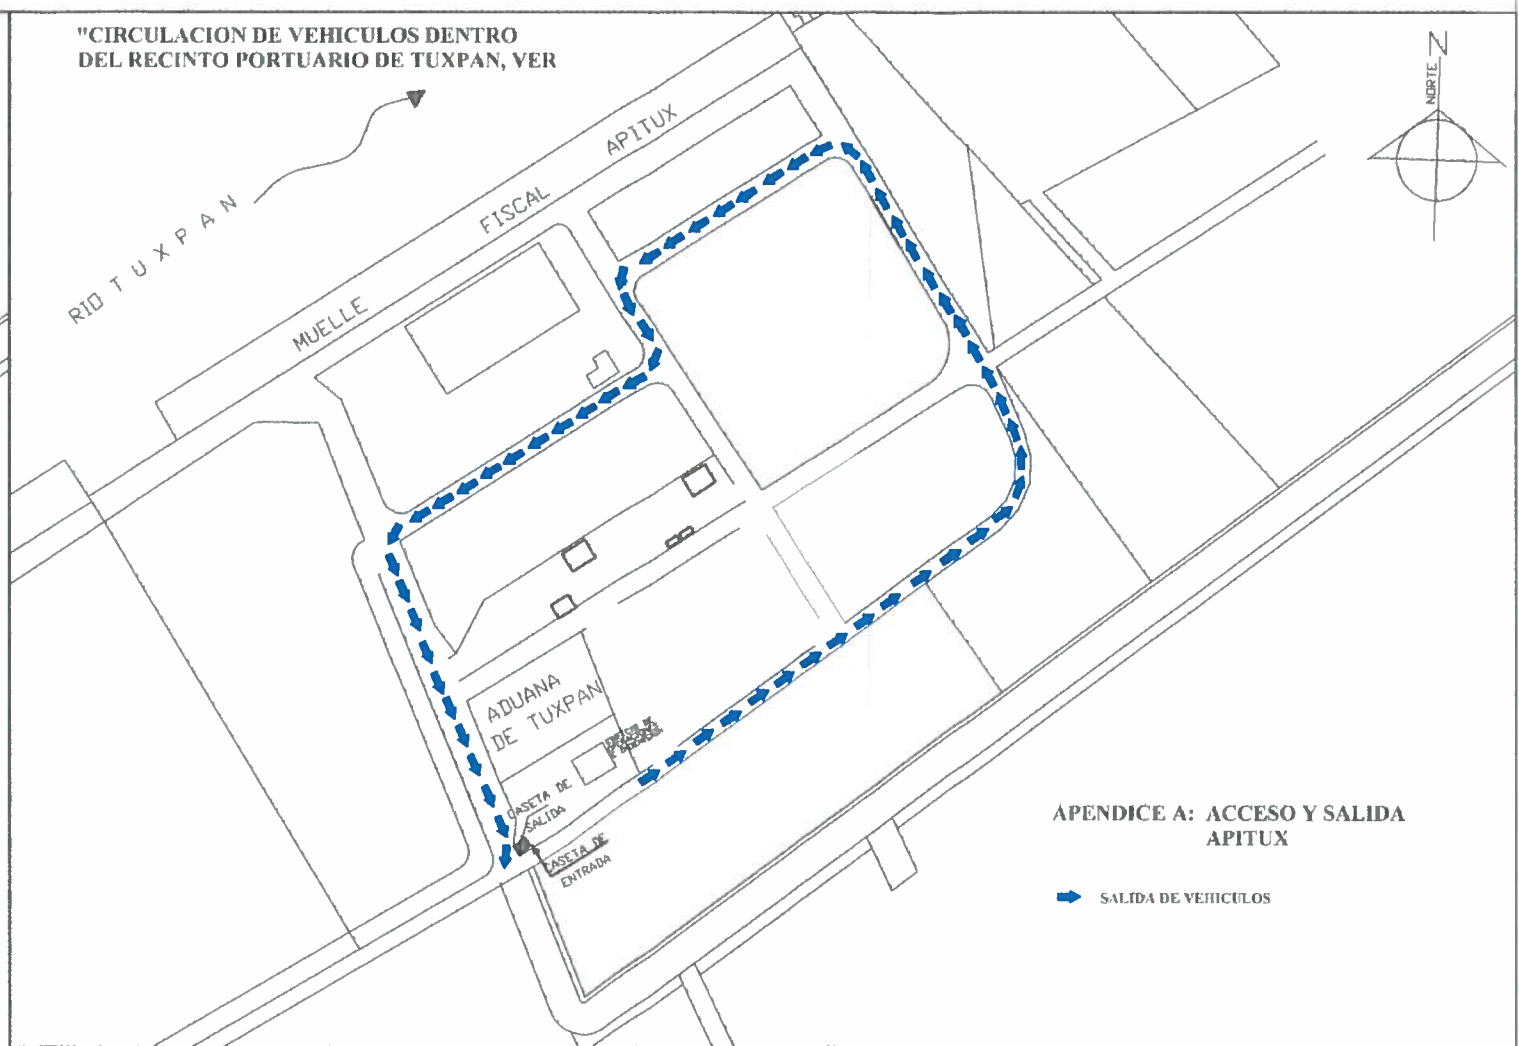 "CIRCULACION DE VEHICULOS DENTRO
DEL RECINTO PORTUARIO DE TUXPAN, VER
N
NORTE
RIO TUXPAN
MUELLE FISCAL APITUX
ADUANA
DE TUXPAN
CASETA DE
SALIDA
CASETA DE
ENTRADA
APENDICE A: ACCESO Y SALIDA
APITUX
SALIDA DE VEHICULOS